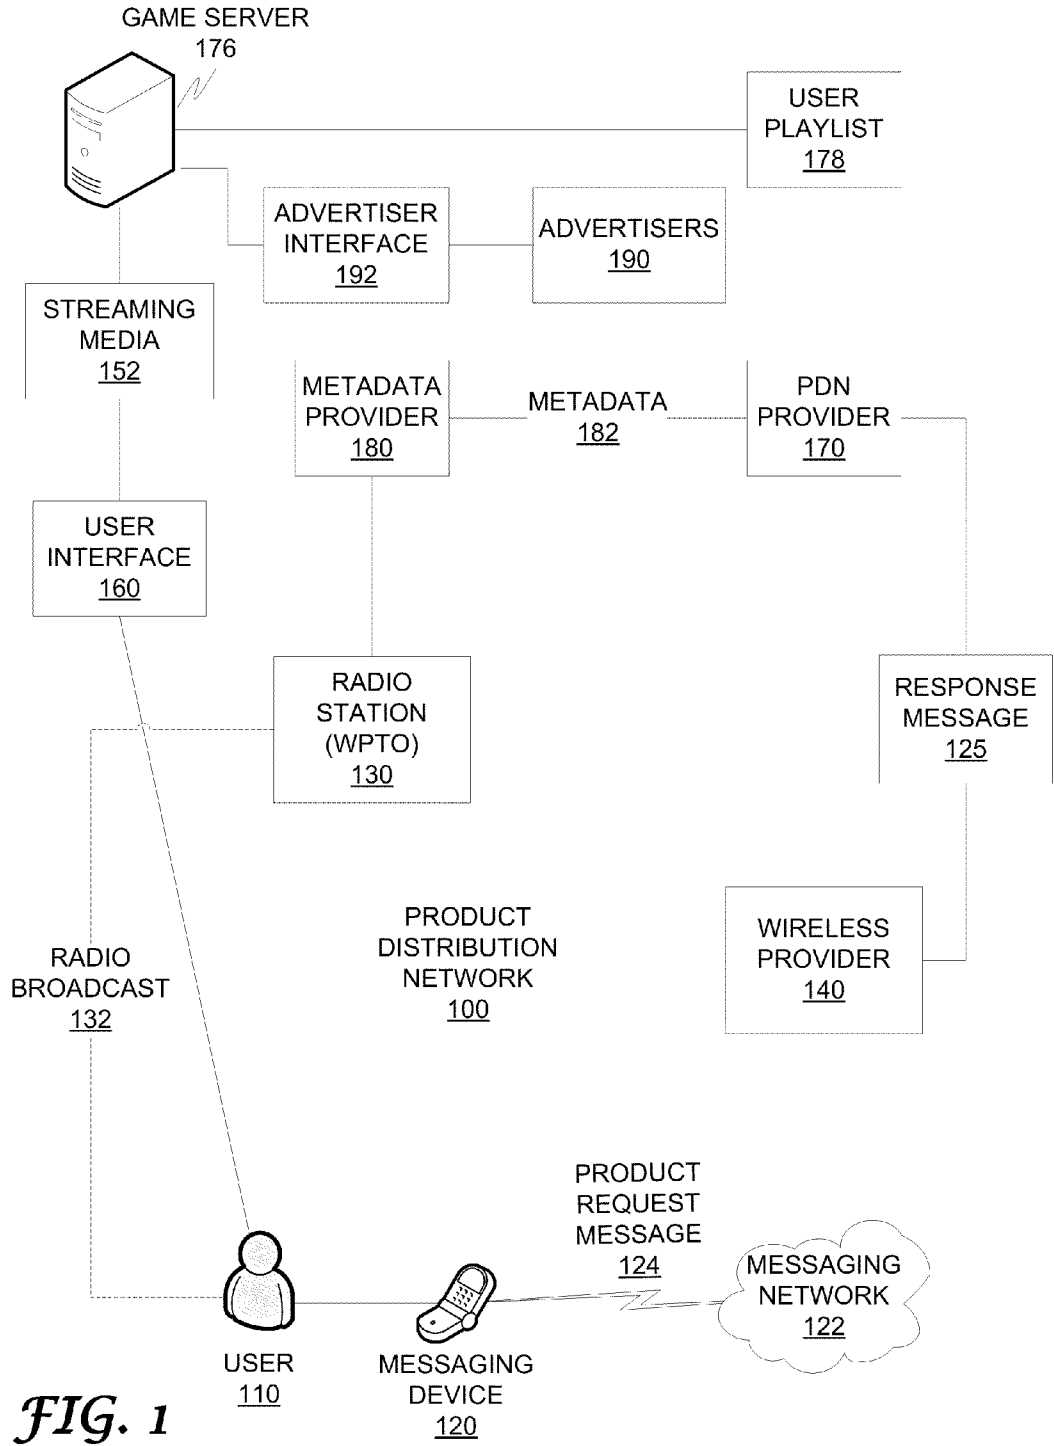 GAME SERVER
176
USER
PLAYLIST
178
ADVERTISER
INTERFACE
192
ADVERTISERS
190
STREAMING
MEDIA
152
METADATA
PROVIDER
180
METADATA
182
PDN
PROVIDER
170
USER
INTERFACE
160
RADIO
STATION
(WPTO)
130
RESPONSE
MESSAGE
125
PRODUCT
DISTRIBUTION
NETWORK
100
WIRELESS
PROVIDER
140
RADIO
BROADCAST
132
PRODUCT
REQUEST
MESSAGE
124
MESSAGING
NETWORK
122
USER
110
MESSAGING
DEVICE
120
FIG. 1